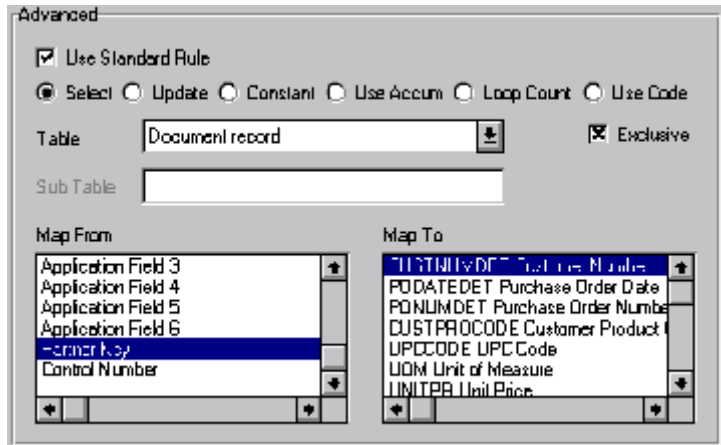 Advanced
Use Standard Rule
Select Update Constant Use Accum Loop Count Use Code
Table Document record Exclusive
Sub Table
Map From
Application Field 3
Application Field 4
Application Field 5
Application Field 6
Partner Key
Control Number
Map To
CUSTNUMDET Customer Number
PODATEDET Purchase Order Date
PONUMDET Purchase Order Numbe
CUSTPROCODE Customer Product
UPCCODE UPC Code
UOM Unit of Measure
UNITPR Unit Price